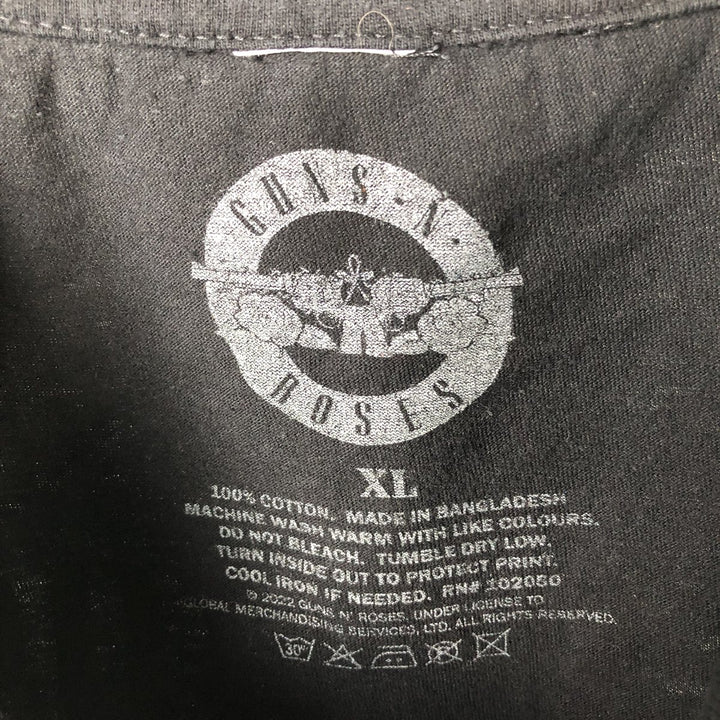 GUNS N'
ROSES
XL
100% COTTON. MADE IN BANGLADESH
MACHINE WASH WARM WITH LIKE COLOURS.
DO NOT BLEACH. TUMBLE DRY LOW.
TURN INSIDE OUT TO PROTECT PRINT.
COOL IRON IF NEEDED. RN# 102080
© 2022 GUNS N' ROSES. UNDER LICENSE TO
GLOBAL MERCHANDISING SERVICES, LTD. ALL RIGHTS RESERVED.
30°